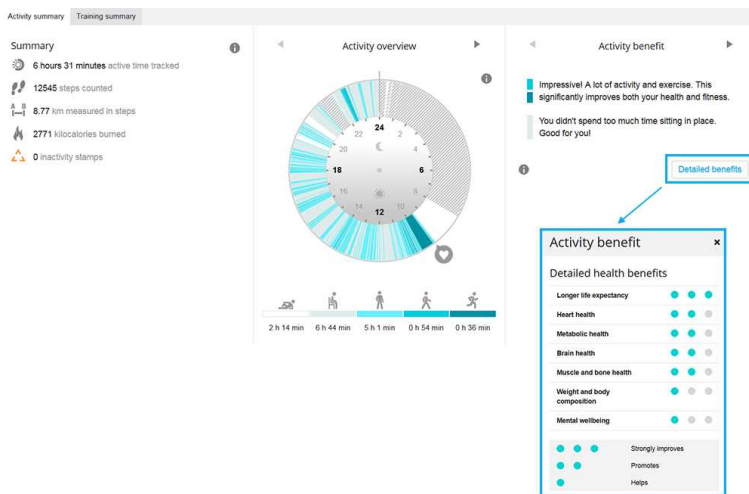 Activity summary
Training summary
Summary
6 hours 31 minutes active time tracked
12545 steps counted
A B
8.77 km measured in steps
2771 kilocalories burned
0 inactivity stamps
Activity overview
24
2
4
6
8
10
12
14
16
18
20
22
2 h 14 min
6 h 44 min
5 h 1 min
0 h 54 min
0 h 36 min
Activity benefit
Impressive! A lot of activity and exercise. This
significantly improves both your health and fitness.
You didn't spend too much time sitting in place.
Good for you!
Detailed benefits
Activity benefit
×
Detailed health benefits
Longer life expectancy
Heart health
Metabolic health
Brain health
Muscle and bone health
Weight and body
composition
Mental wellbeing
Strongly improves
Promotes
Helps